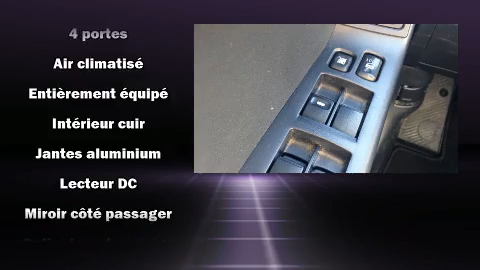 4 portes
Air climatisé
Entièrement équipé
Intérieur cuir
Jantes aluminium
Lecteur DC
Miroir côté passager